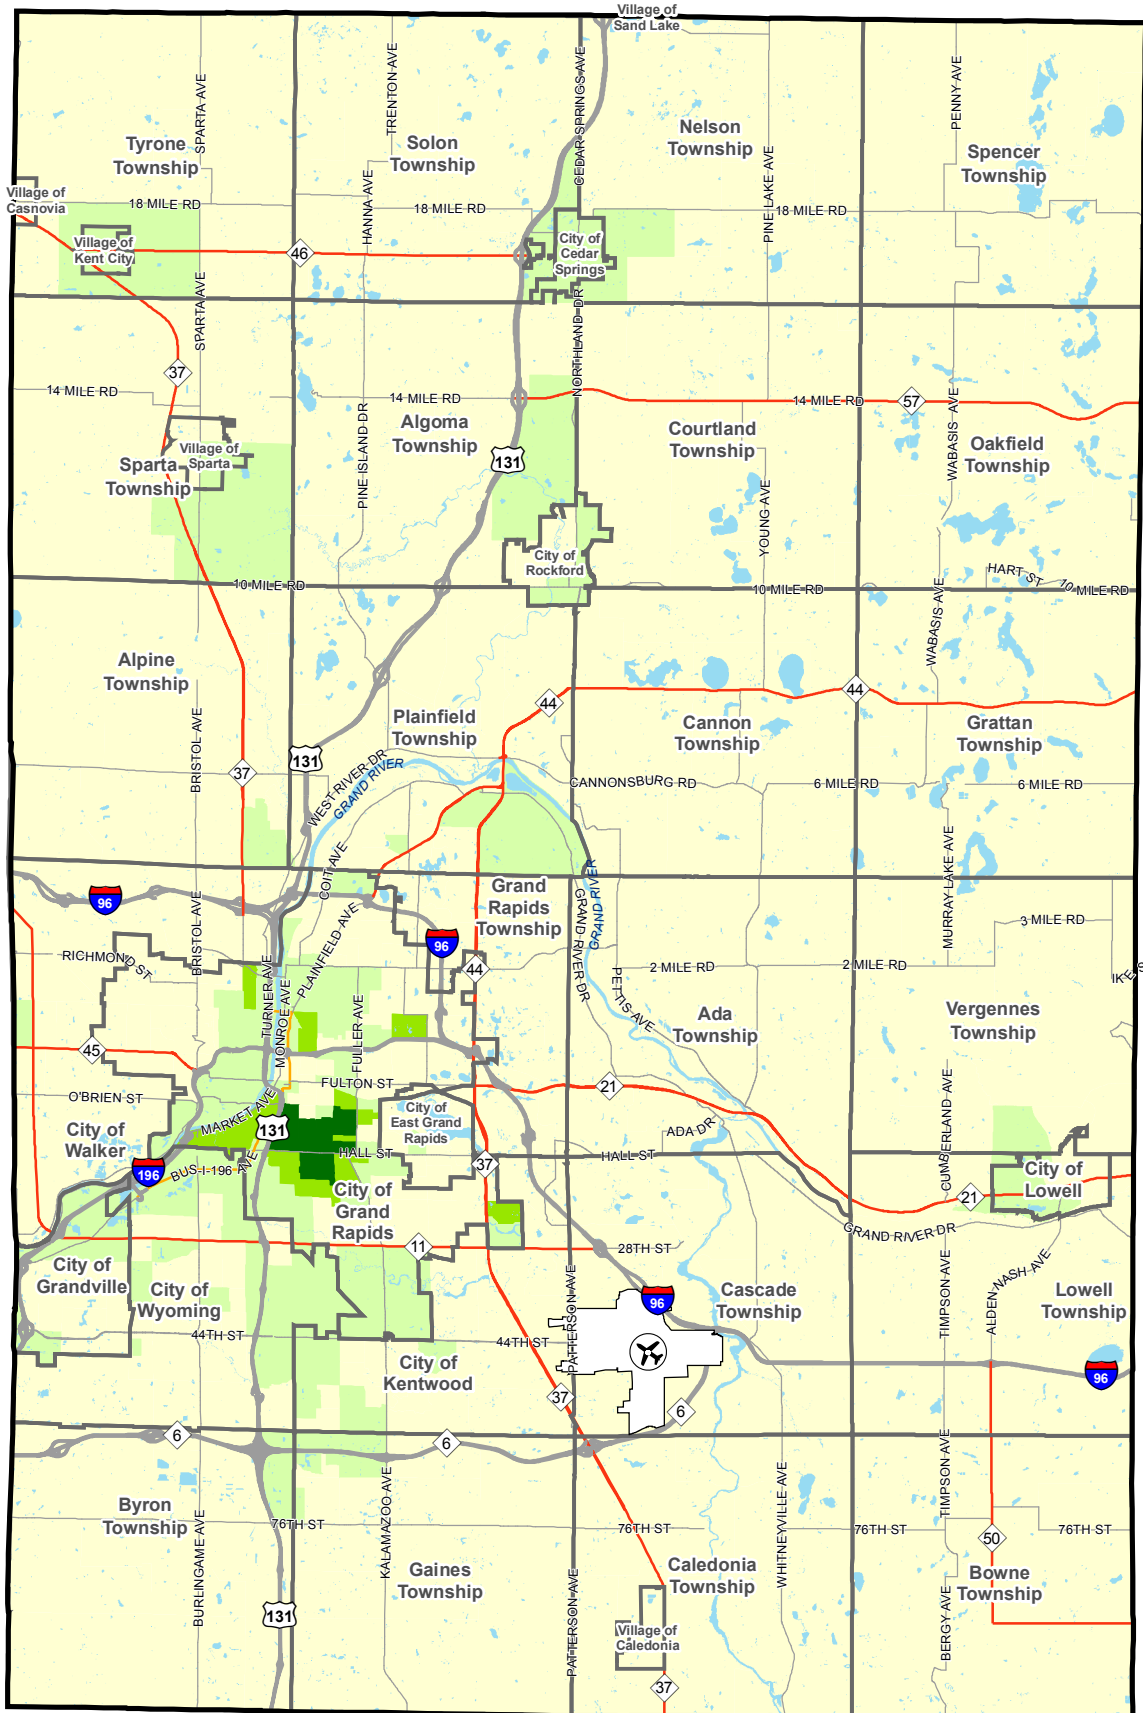 Village of
Sand Lake
SPARTA AVE
TRENTON AVE
CEDAR SPRINGS AVE
PENNY AVE
Tyrone
Township
Solon
Township
Nelson
Township
Spencer
Township
PINE LAKE AVE
Village of
Casnovia
18 MILE RD
HANNA AVE
18 MILE RD
18 MILE RD
Village of
Kent City
46
City of
Cedar
Springs
SPARTA AVE
NORTHLAND DR
37
14 MILE RD
14 MILE RD
14 MILE RD
57
WABASIS AVE
PINE ISLAND DR
Algoma
Township
Courtland
Township
Oakfield
Township
Village of
Sparta
Sparta
Township
131
YOUNG AVE
City of
Rockford
10 MILE RD
10 MILE RD
HART ST
10 MILE RD
WABASIS AVE
Alpine
Township
44
44
BRISTOL AVE
Plainfield
Township
Cannon
Township
Grattan
Township
131
37
WEST RIVER DR
GRAND RIVER
CANNONSBURG RD
6 MILE RD
6 MILE RD
MURRAY LAKE AVE
COIT AVE
GRAND RIVER
Grand
Rapids
Township
96
BRISTOL AVE
PLAINFIELD AVE
96
GRAND RIVER DR
3 MILE RD
RICHMOND ST
44
2 MILE RD
2 MILE RD
IKE S
TURNER AVE
MONROE AVE
FULLER AVE
PETTIS AVE
Ada
Township
Vergennes
Township
45
O'BRIEN ST
FULTON ST
21
CUMBERLAND AVE
MARKET AVE
City of
East Grand
Rapids
City of
Walker
131
ADA DR
HALL ST
HALL ST
196
BUS-I-196
AVE
37
City of
Lowell
City of
Grand
Rapids
21
GRAND RIVER DR
11
28TH ST
City of
Grandville
City of
Wyoming
PATTERSON AVE
96
Cascade
Township
TIMPSON AVE
ALDEN NASH AVE
Lowell
Township
44TH ST
44TH ST
City of
Kentwood
96
37
6
6
6
TIMPSON AVE
Byron
Township
KALAMAZOO AVE
WHITNEYVILLE AVE
BURLINGAME AVE
76TH ST
76TH ST
76TH ST
76TH ST
50
Gaines
Township
Caledonia
Township
Bowne
Township
PATTERSON AVE
131
Village of
Caledonia
BERGY AVE
37